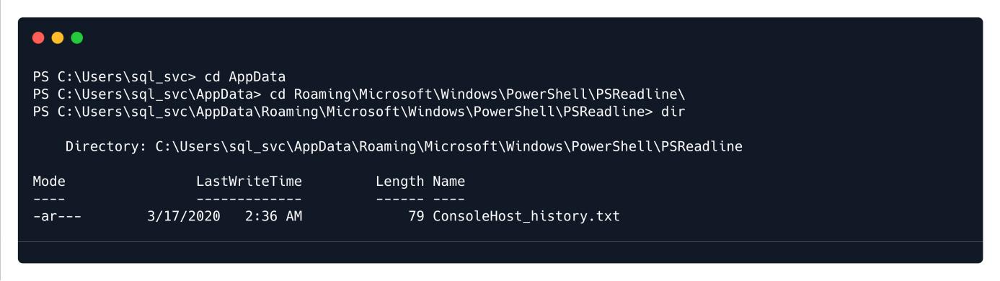 PS C:\Users\sql_svc> cd AppData
PS C:\Users\sql_svc\AppData> cd Roaming\Microsoft\Windows\PowerShell\PSReadline\
PS C:\Users\sql_svc\AppData\Roaming\Microsoft\Windows\PowerShell\PSReadline> dir
Directory: C:\Users\sql_svc\AppData\Roaming\Microsoft\Windows\PowerShell\PSReadline
Mode                LastWriteTime         Length Name
----                -------------         ------ ----
-ar---        3/17/2020   2:36 AM             79 ConsoleHost_history.txt